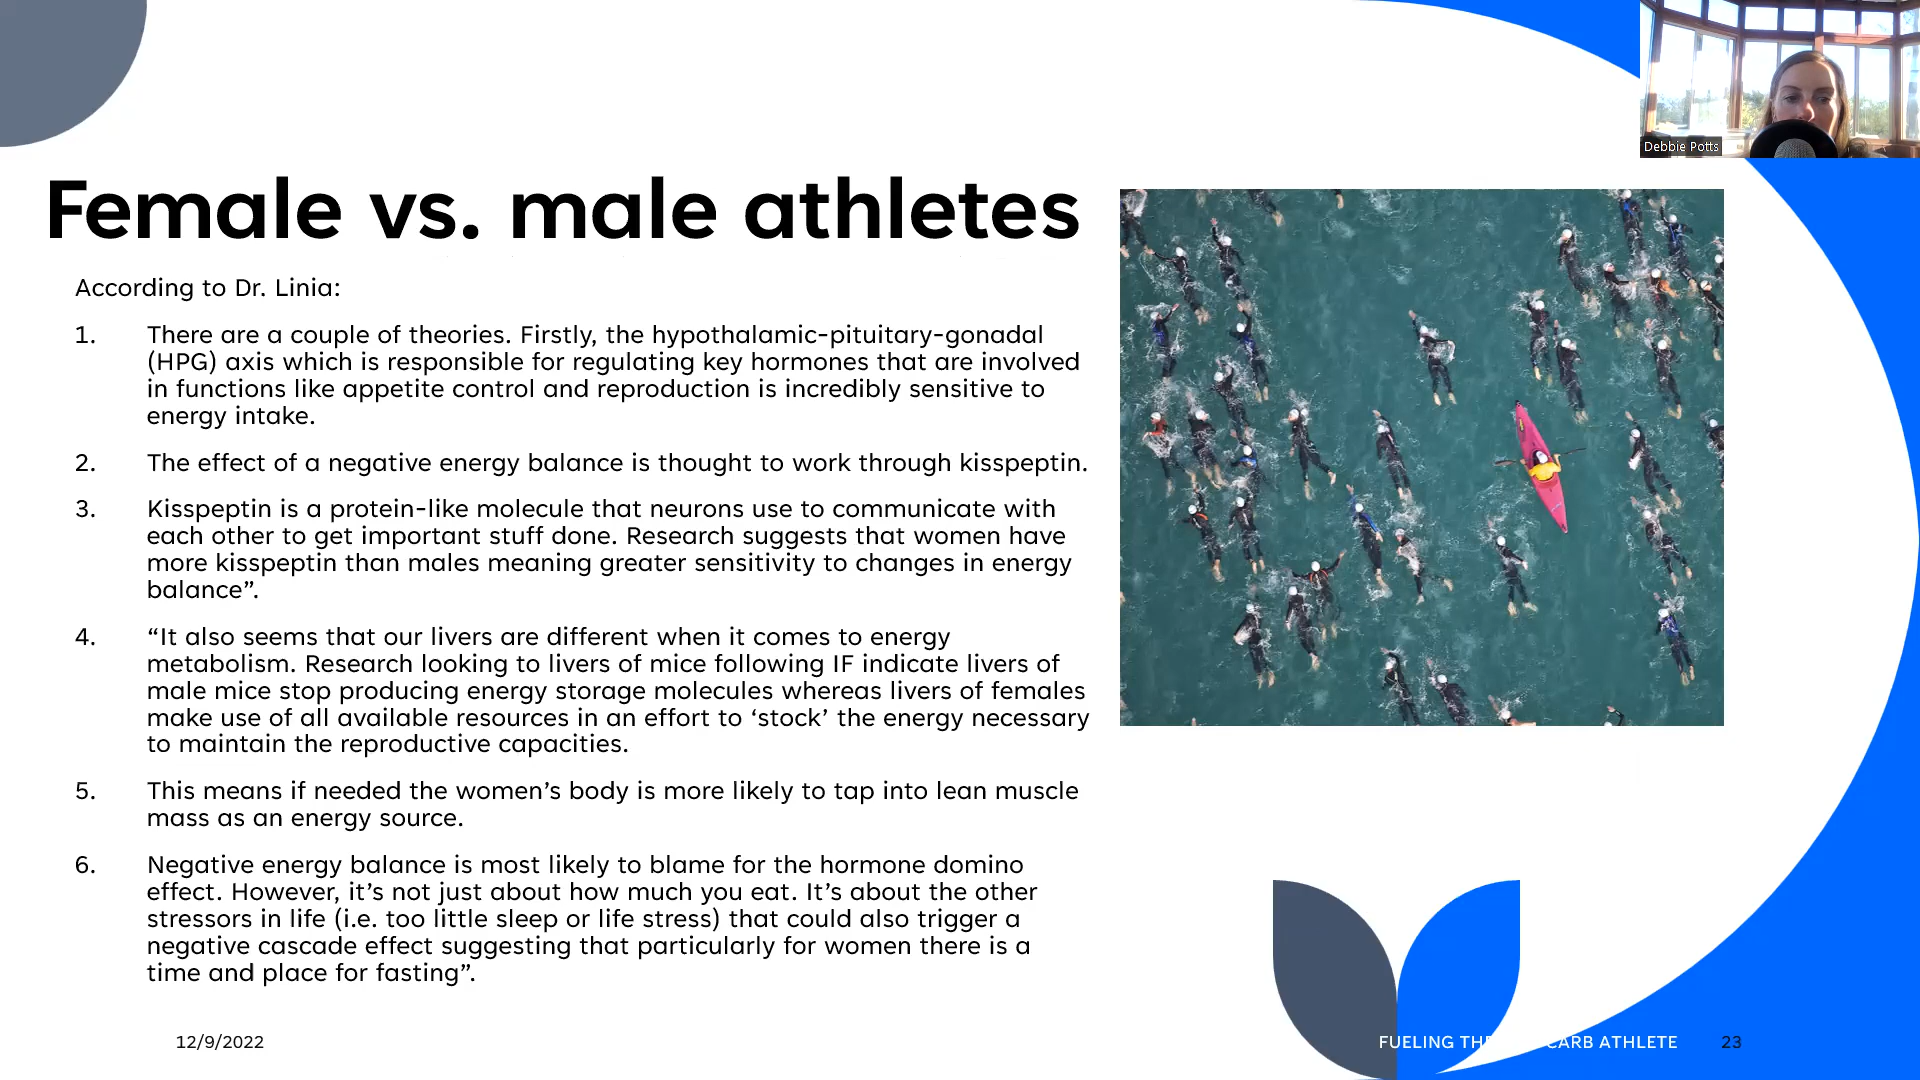 Debbie Potts
Female vs. male athletes
According to Dr. Linia:
1. There are a couple of theories. Firstly, the hypothalamic-pituitary-gonadal
(HPG) axis which is responsible for regulating key hormones that are involved
in functions like appetite control and reproduction is incredibly sensitive to
energy intake.
2. The effect of a negative energy balance is thought to work through kisspeptin.
3. Kisspeptin is a protein-like molecule that neurons use to communicate with
each other to get important stuff done. Research suggests that women have
more kisspeptin than males meaning greater sensitivity to changes in energy
balance”.
4. “It also seems that our livers are different when it comes to energy
metabolism. Research looking to livers of mice following IF indicate livers of
male mice stop producing energy storage molecules whereas livers of females
make use of all available resources in an effort to ‘stock’ the energy necessary
to maintain the reproductive capacities.
5. This means if needed the women’s body is more likely to tap into lean muscle
mass as an energy source.
6. Negative energy balance is most likely to blame for the hormone domino
effect. However, it’s not just about how much you eat. It’s about the other
stressors in life (i.e. too little sleep or life stress) that could also trigger a
negative cascade effect suggesting that particularly for women there is a
time and place for fasting”.
12/9/2022
FUELING CARB ATHLETE 23